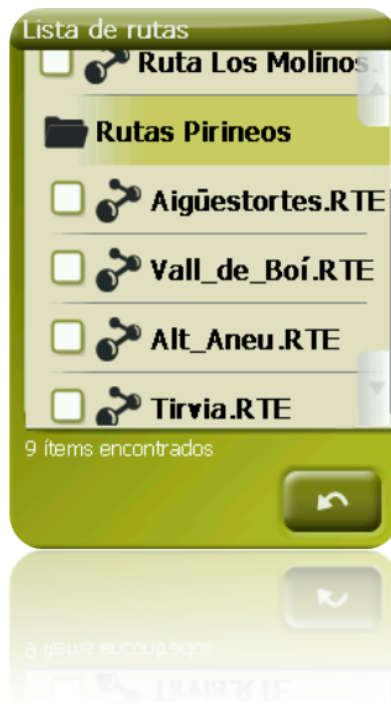 Lista de rutas
Ruta Los Molinos.
Rutas Pirineos
Aigüestortes.RTE
Vall_de_Boí.RTE
Alt_Aneu.RTE
Tirvia.RTE
9 ítems encontrados